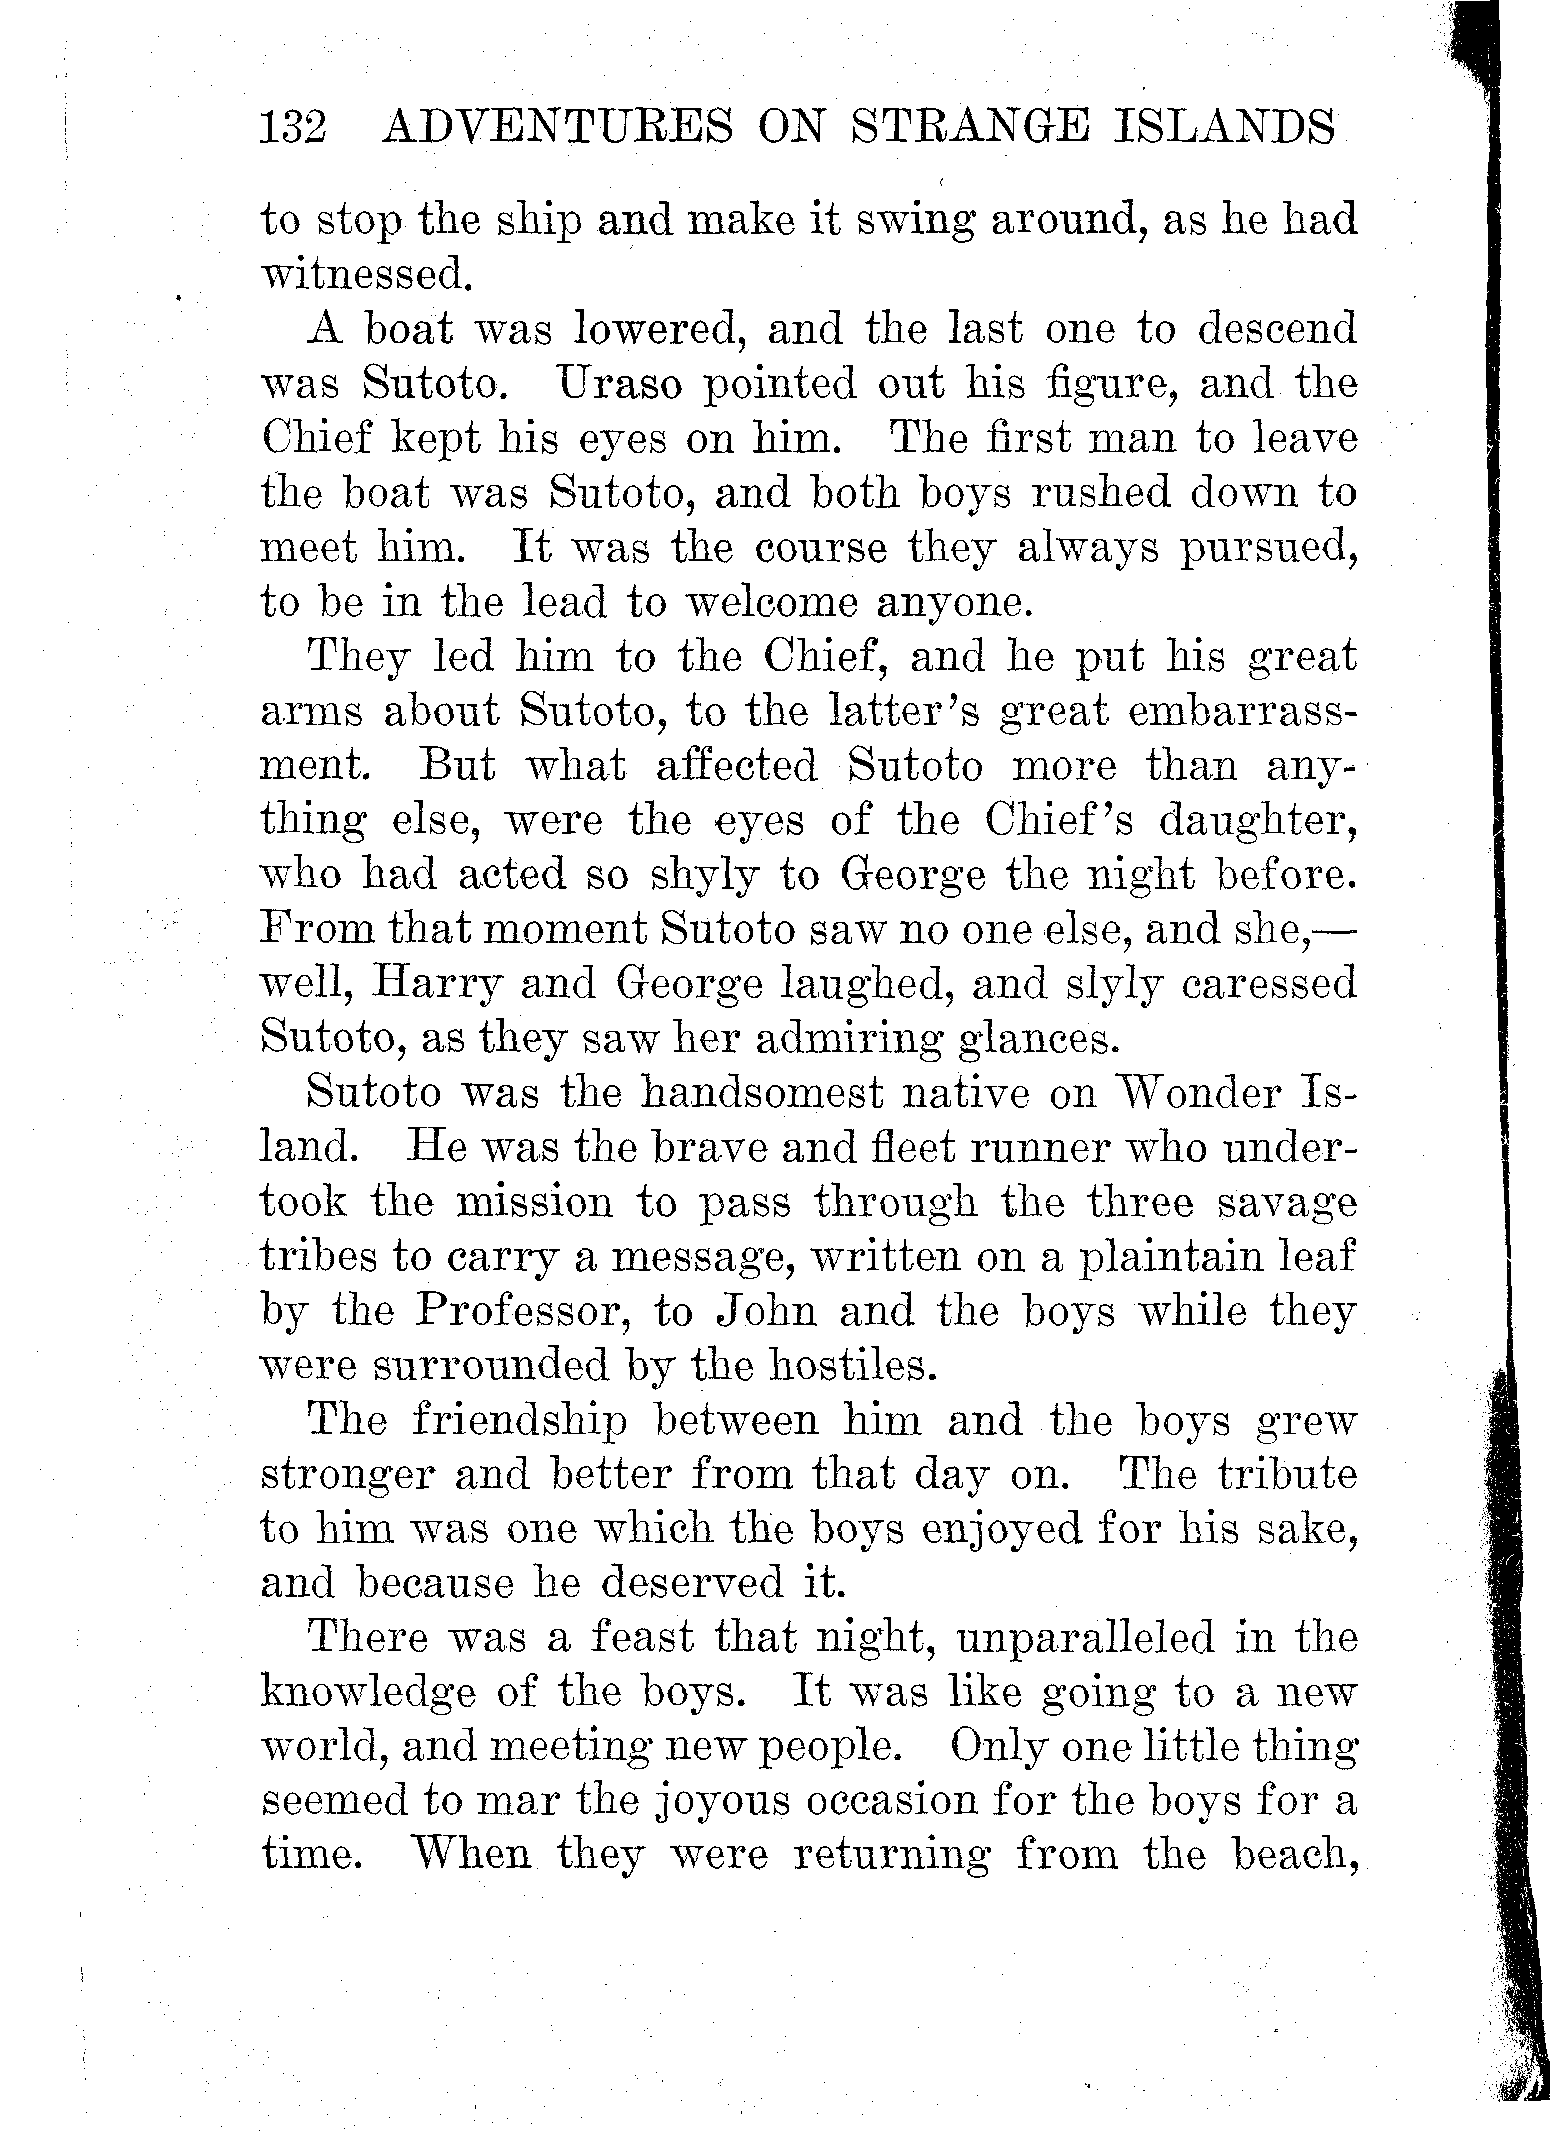 132 ADVENTURES ON STRANGE ISLANDS
to stop the ship and make it swing around, as he had
witnessed.
A boat was lowered, and the last one to descend
was Sutoto. Uraso pointed out his figure, and the
Chief kept his eyes on him. The first man to leave
the boat was Sutoto, and both boys rushed down to
meet him. It was the course they always pursued,
to be in the lead to welcome anyone.
They led him to the Chief, and he put his great
arms about Sutoto, to the latter's great embarrass-
ment. But what affected Sutoto more than any-
thing else, were the eyes of the Chief's daughter,
who had acted so shyly to George the night before.
From that moment Sutoto saw no one else, and she,—
well, Harry and George laughed, and slyly caressed
Sutoto, as they saw her admiring glances.
Sutoto was the handsomest native on Wonder Is-
land. He was the brave and fleet runner who under-
took the mission to pass through the three savage
tribes to carry a message, written on a plaintain leaf
by the Professor, to John and the boys while they
were surrounded by the hostiles.
The friendship between him and the boys grew
stronger and better from that day on. The tribute
to him was one which the boys enjoyed for his sake,
and because he deserved it.
There was a feast that night, unparalleled in the
knowledge of the boys. It was like going to a new
world, and meeting new people. Only one little thing
seemed to mar the joyous occasion for the boys for a
time. When they were returning from the beach,